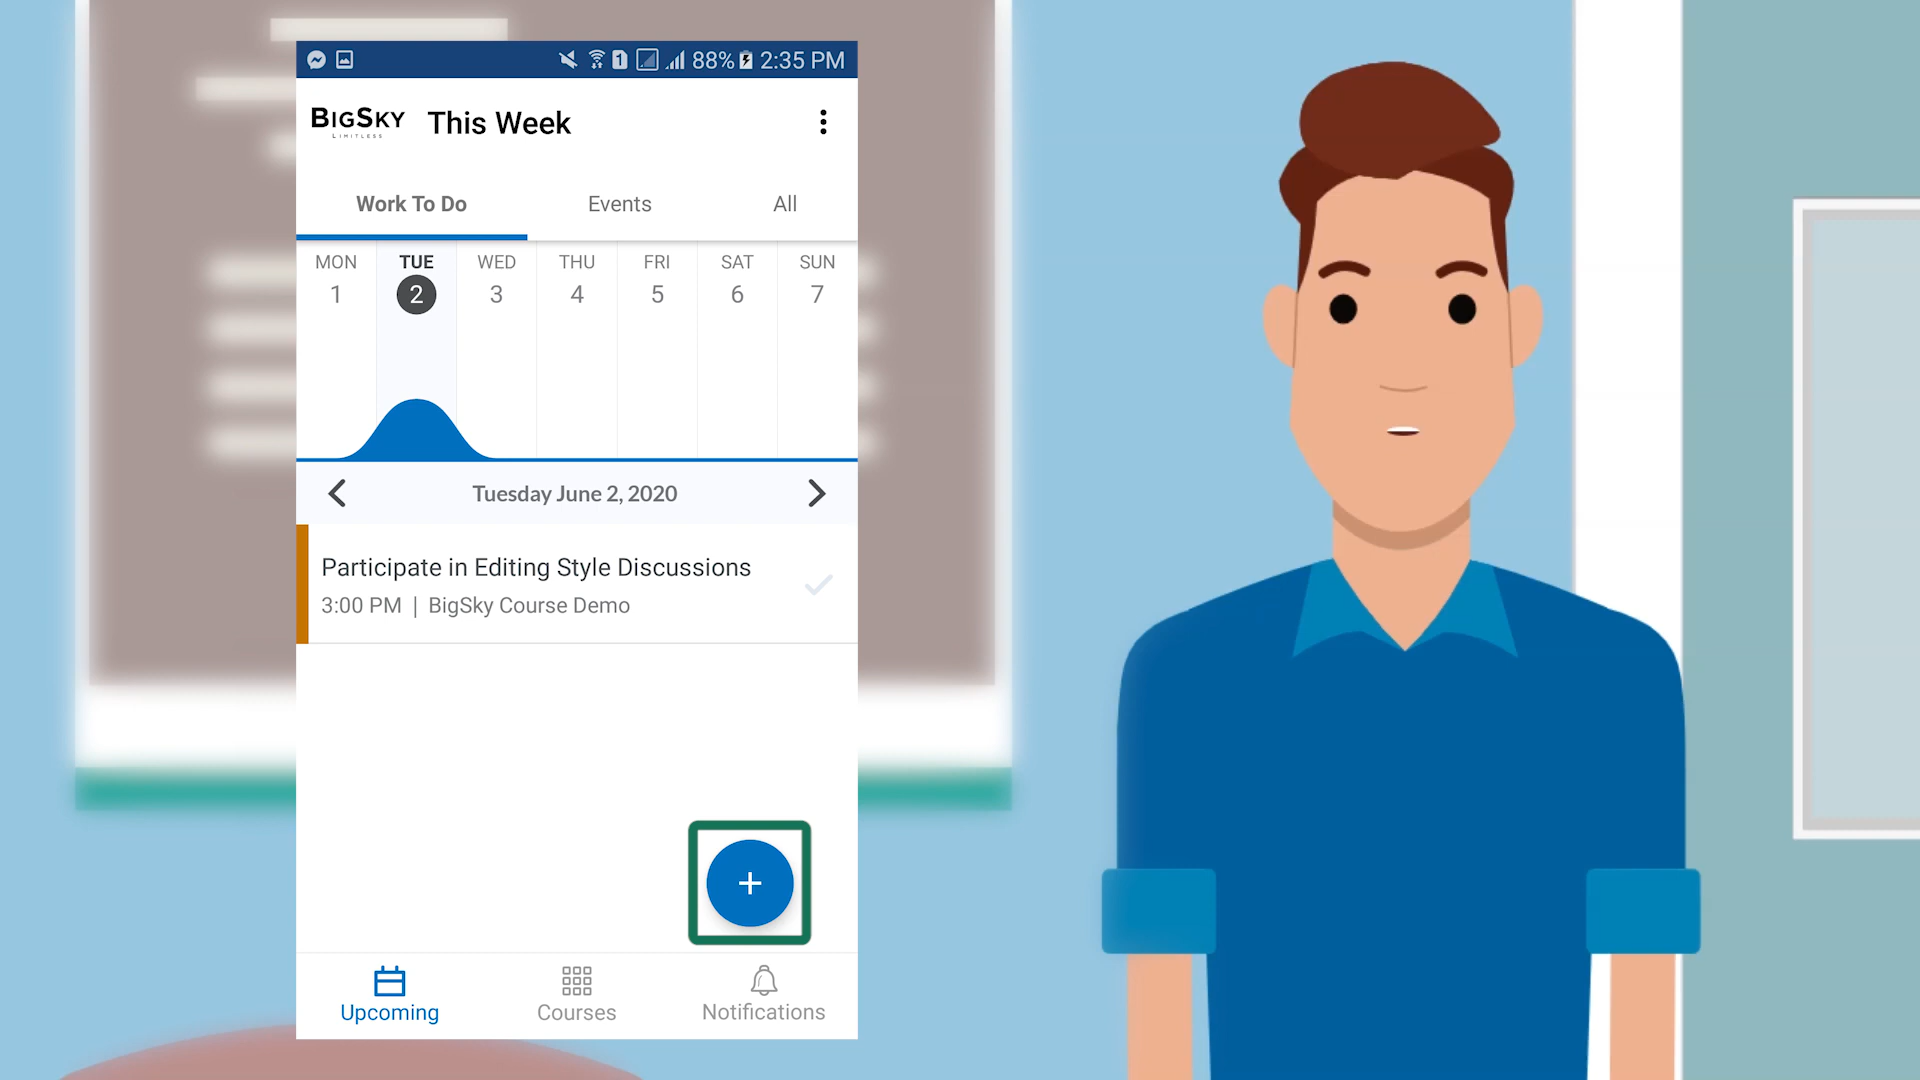 1 88% 2:35 PM
BIGSKY This Week
LIMITLESS
Work To Do Events All
MON TUE WED THU FRI SAT SUN
1 2 3 4 5 6 7
Tuesday June 2, 2020
Participate in Editing Style Discussions
3:00 PM | BigSky Course Demo
+
Upcoming Courses Notifications